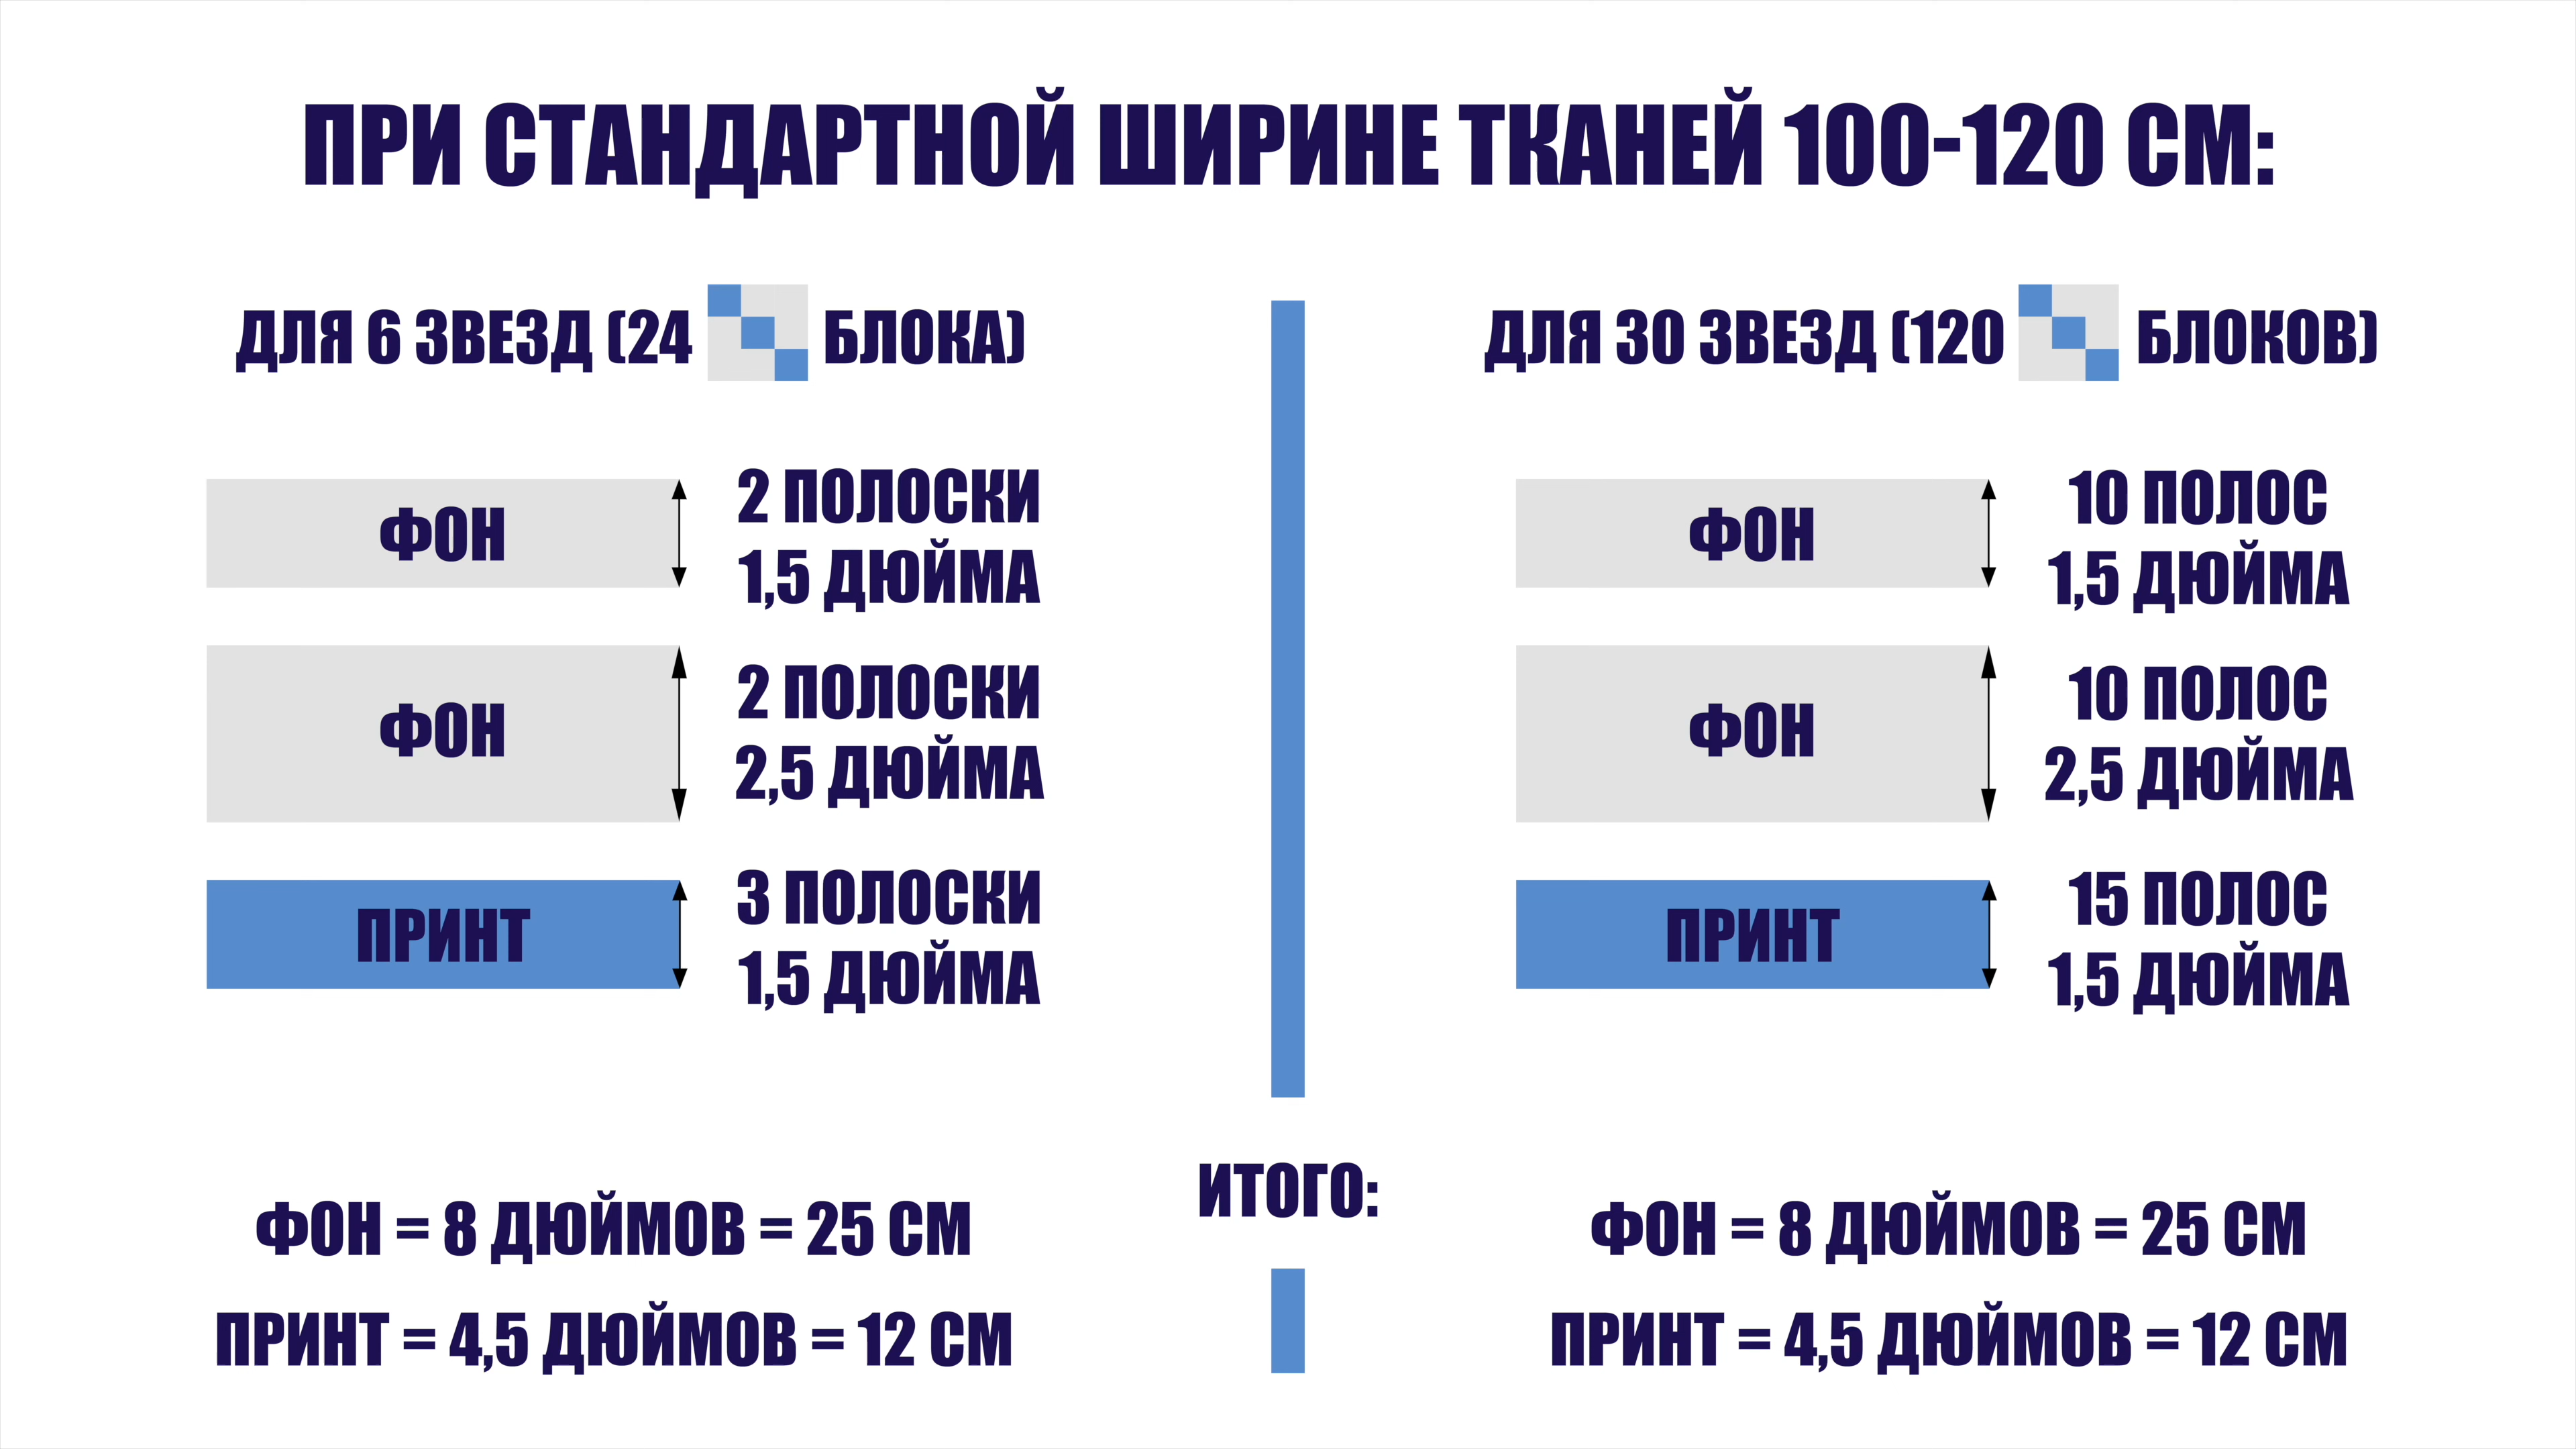 ПРИ СТАНДАРТНОЙ ШИРИНЕ ТКАНЕЙ 100-120 СМ:
ДЛЯ 6 ЗВЕЗД (24 БЛОКА)
ФОН
2 ПОЛОСКИ
1,5 ДЮЙМА
ФОН
2 ПОЛОСКИ
2,5 ДЮЙМА
ПРИНТ
3 ПОЛОСКИ
1,5 ДЮЙМА
ДЛЯ 30 ЗВЕЗД (120 БЛОКОВ)
ФОН
10 ПОЛОС
1,5 ДЮЙМА
ФОН
10 ПОЛОС
2,5 ДЮЙМА
ПРИНТ
15 ПОЛОС
1,5 ДЮЙМА
ИТОГО:
ФОН = 8 ДЮЙМОВ = 25 СМ
ПРИНТ = 4,5 ДЮЙМОВ = 12 СМ
ФОН = 8 ДЮЙМОВ = 25 СМ
ПРИНТ = 4,5 ДЮЙМОВ = 12 СМ